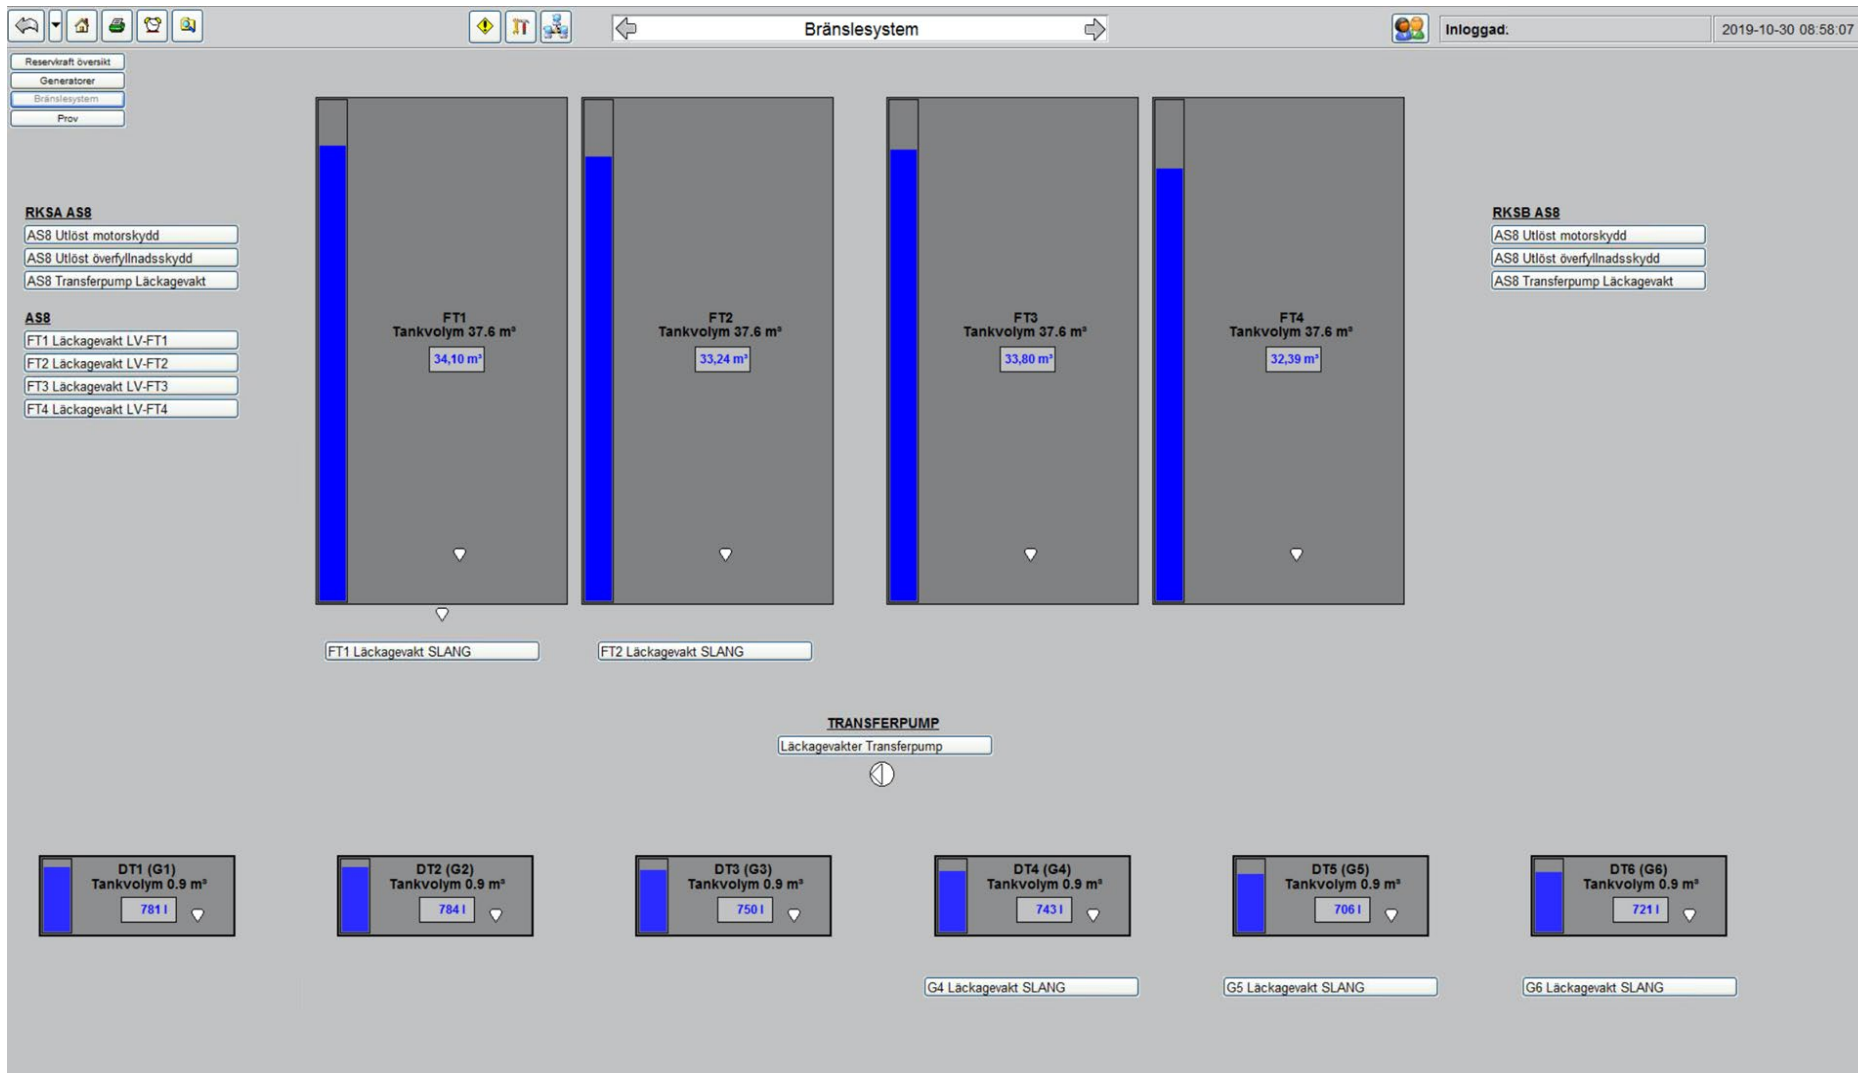 Bränslesystem
Inloggad:
2019-10-30 08:58:07
Reservkraft översikt
Generatorer
Bränslesystem
Prov
RKSA AS8
AS8 Utlöst motorskydd
AS8 Utlöst överfyllnadsskydd
AS8 Transferpump Läckagevakt
AS8
FT1 Läckagevakt LV-FT1
FT2 Läckagevakt LV-FT2
FT3 Läckagevakt LV-FT3
FT4 Läckagevakt LV-FT4
FT1
Tankvolym 37.6 m³
34,10 m³
FT2
Tankvolym 37.6 m³
33,24 m³
FT3
Tankvolym 37.6 m³
33,80 m³
FT4
Tankvolym 37.6 m³
32,39 m³
RKSB AS8
AS8 Utlöst motorskydd
AS8 Utlöst överfyllnadsskydd
AS8 Transferpump Läckagevakt
FT1 Läckagevakt SLANG
FT2 Läckagevakt SLANG
TRANSFERPUMP
Läckagevakter Transferpump
DT1 (G1)
Tankvolym 0.9 m³
781 l
DT2 (G2)
Tankvolym 0.9 m³
784 l
DT3 (G3)
Tankvolym 0.9 m³
750 l
DT4 (G4)
Tankvolym 0.9 m³
743 l
DT5 (G5)
Tankvolym 0.9 m³
706 l
DT6 (G6)
Tankvolym 0.9 m³
721 l
G4 Läckagevakt SLANG
G5 Läckagevakt SLANG
G6 Läckagevakt SLANG